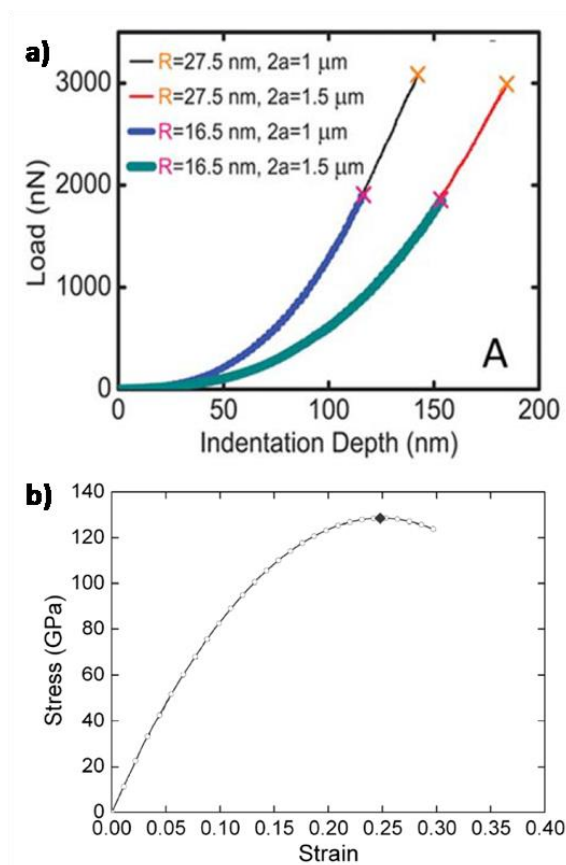 a)
R=27.5 nm, 2a=1 μm
R=27.5 nm, 2a=1.5 μm
R=16.5 nm, 2a=1 μm
R=16.5 nm, 2a=1.5 μm
3000
2000
1000
0
Load (nN)
A
0 50 100 150 200
Indentation Depth (nm)
b)
140
120
100
80
60
40
20
0
Stress (GPa)
0.00 0.05 0.10 0.15 0.20 0.25 0.30 0.35 0.40
Strain